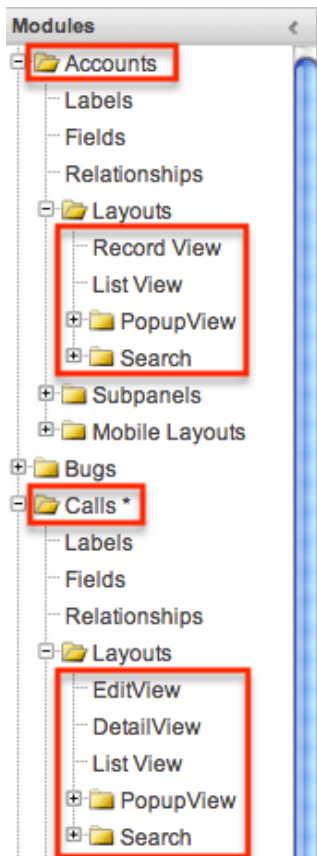 Modules
Accounts
Labels
Fields
Relationships
Layouts
Record View
List View
PopupView
Search
Subpanels
Mobile Layouts
Bugs
Calls *
Labels
Fields
Relationships
Layouts
EditView
DetailView
List View
PopupView
Search